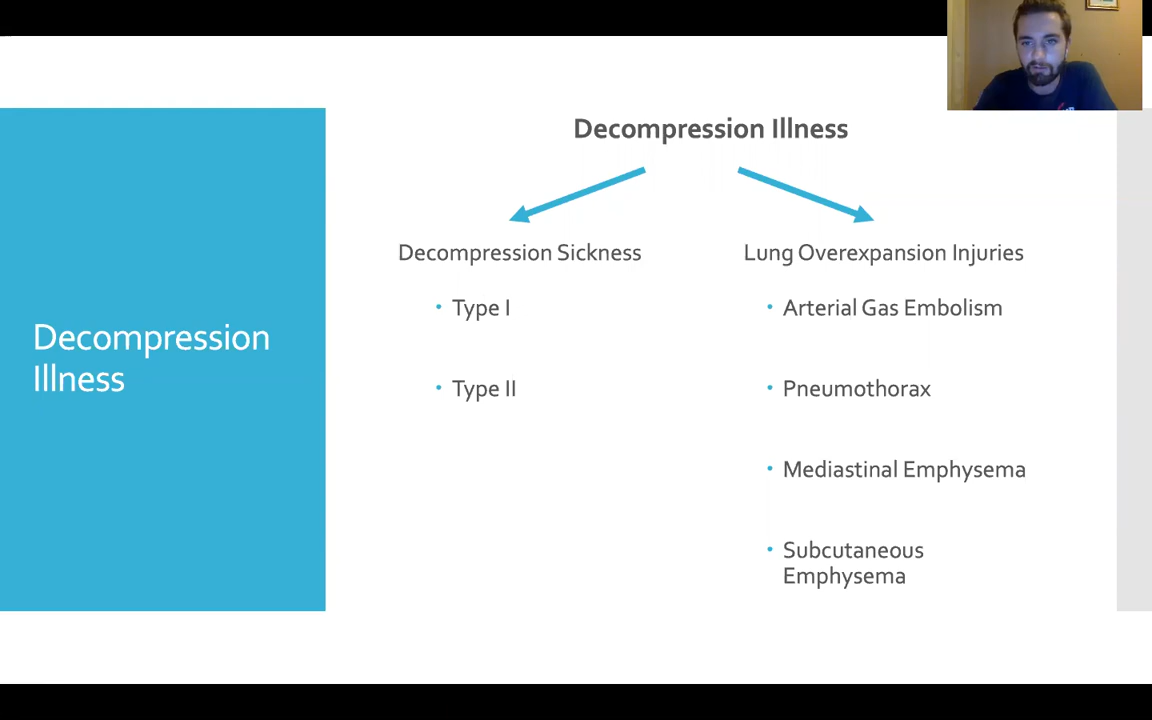 Decompression
Illness
Decompression Illness
Decompression Sickness
• Type I
• Type II
Lung Overexpansion Injuries
• Arterial Gas Embolism
• Pneumothorax
• Mediastinal Emphysema
• Subcutaneous
Emphysema